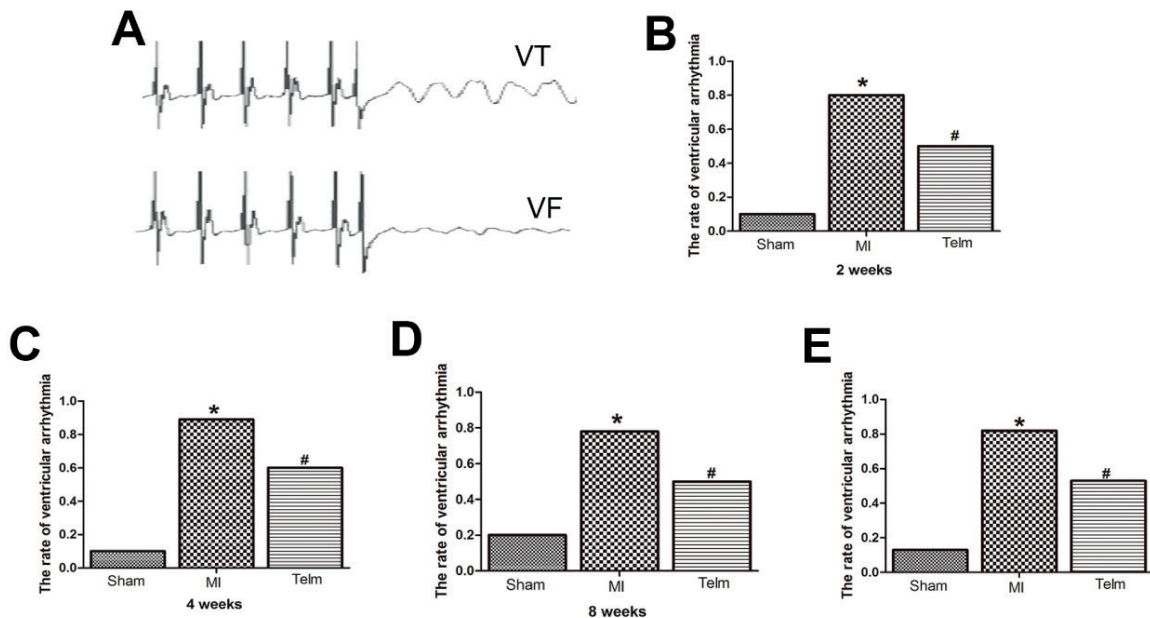 A
VT
VF
B
The rate of ventricular arrhythmia
1.0
0.8
0.6
0.4
0.2
0.0
*
#
Sham
MI
Telm
2 weeks
C
The rate of ventricular arrhythmia
1.0
0.8
0.6
0.4
0.2
0.0
*
#
Sham
MI
Telm
4 weeks
D
The rate of ventricular arrhythmia
1.0
0.8
0.6
0.4
0.2
0.0
*
#
Sham
MI
Telm
8 weeks
E
The rate of ventricular arrhythmia
1.0
0.8
0.6
0.4
0.2
0.0
*
#
Sham
MI
Telm